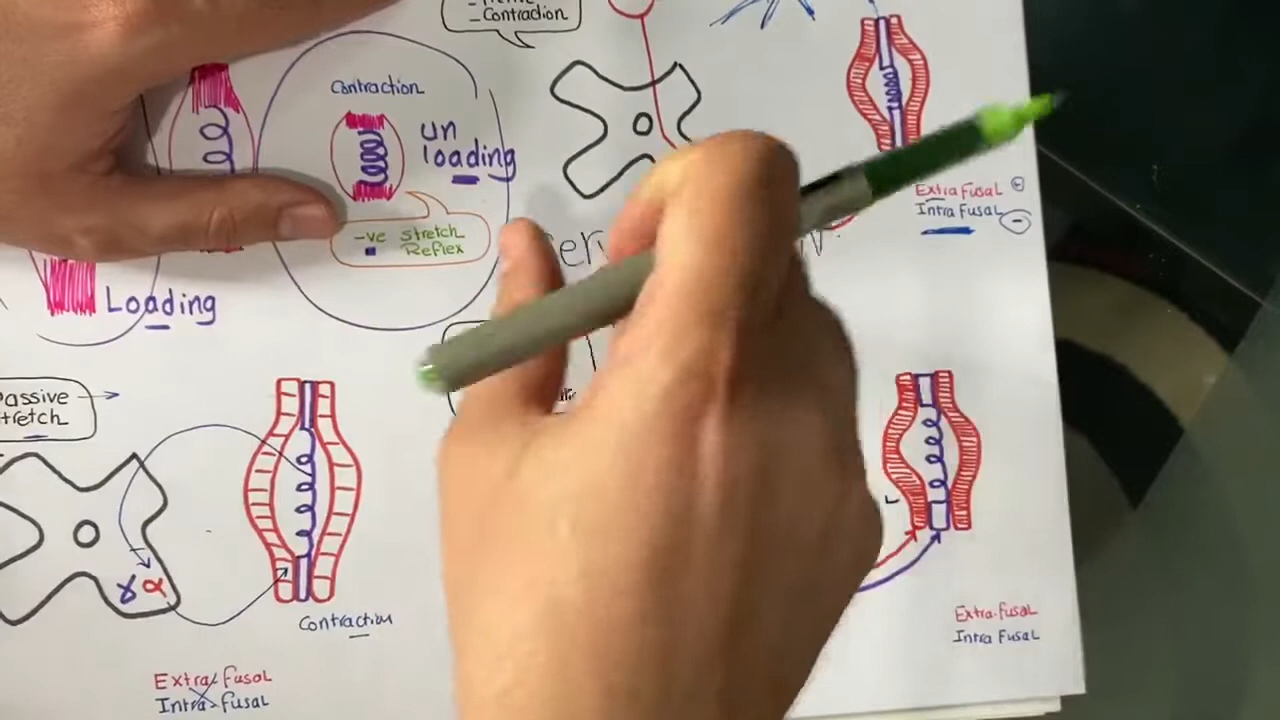 Contraction
Contraction
un
loading
-ve stretch
Reflex
Extra Fusal +
Intra Fusal -
Loading
Passive
γ α
Contraction
Extra fusal
Intra fusal
Extra.fusal
Intra Fusal